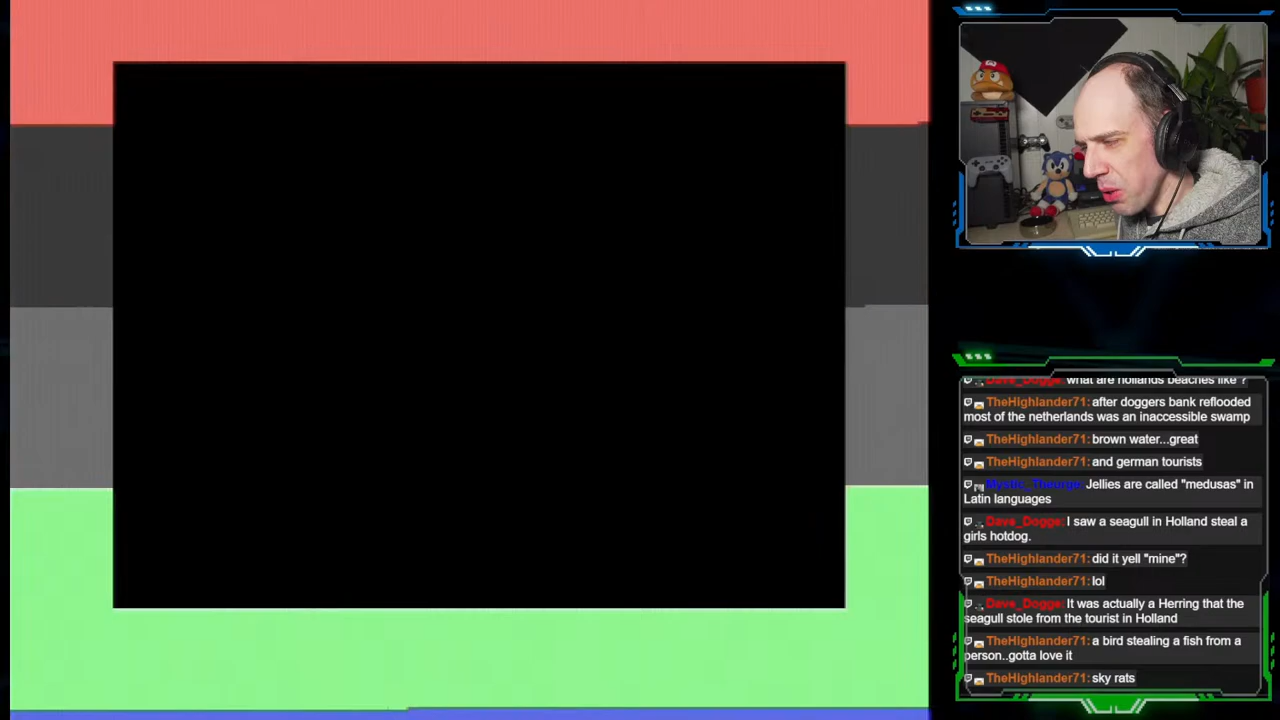 Dave_Dogge: what are hollands beaches like ?
TheHighlander71: after doggers bank reflooded
most of the netherlands was an inaccessible swamp
TheHighlander71: brown water...great
TheHighlander71: and german tourists
Mystic_Theurge: Jellies are called "medusas" in
Latin languages
Dave_Dogge: I saw a seagull in Holland steal a
girls hotdog.
TheHighlander71: did it yell "mine"?
TheHighlander71: lol
Dave_Dogge: It was actually a Herring that the
seagull stole from the tourist in Holland
TheHighlander71: a bird stealing a fish from a
person..gotta love it
TheHighlander71: sky rats